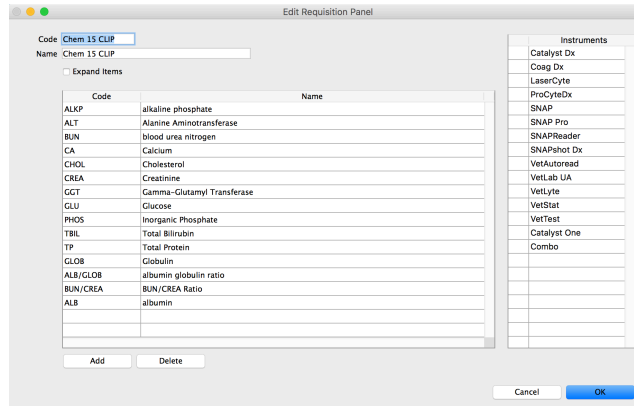 Edit Requisition Panel
Code Chem 15 CLIP
Name Chem 15 CLIP
Expand Items
Code Name
ALKP alkaline phosphate
ALT Alanine Aminotransferase
BUN blood urea nitrogen
CA Calcium
CHOL Cholesterol
CREA Creatinine
GGT Gamma-Glutamyl Transferase
GLU Glucose
PHOS Inorganic Phosphate
TBIL Total Bilirubin
TP Total Protein
GLOB Globulin
ALB/GLOB albumin globulin ratio
BUN/CREA BUN/CREA Ratio
ALB albumin
Add Delete
Instruments
Catalyst Dx
Coag Dx
LaserCyte
ProCyteDx
SNAP
SNAP Pro
SNAPReader
SNAPshot Dx
VetAutoread
VetLab UA
VetLyte
VetStat
VetTest
Catalyst One
Combo
Cancel OK